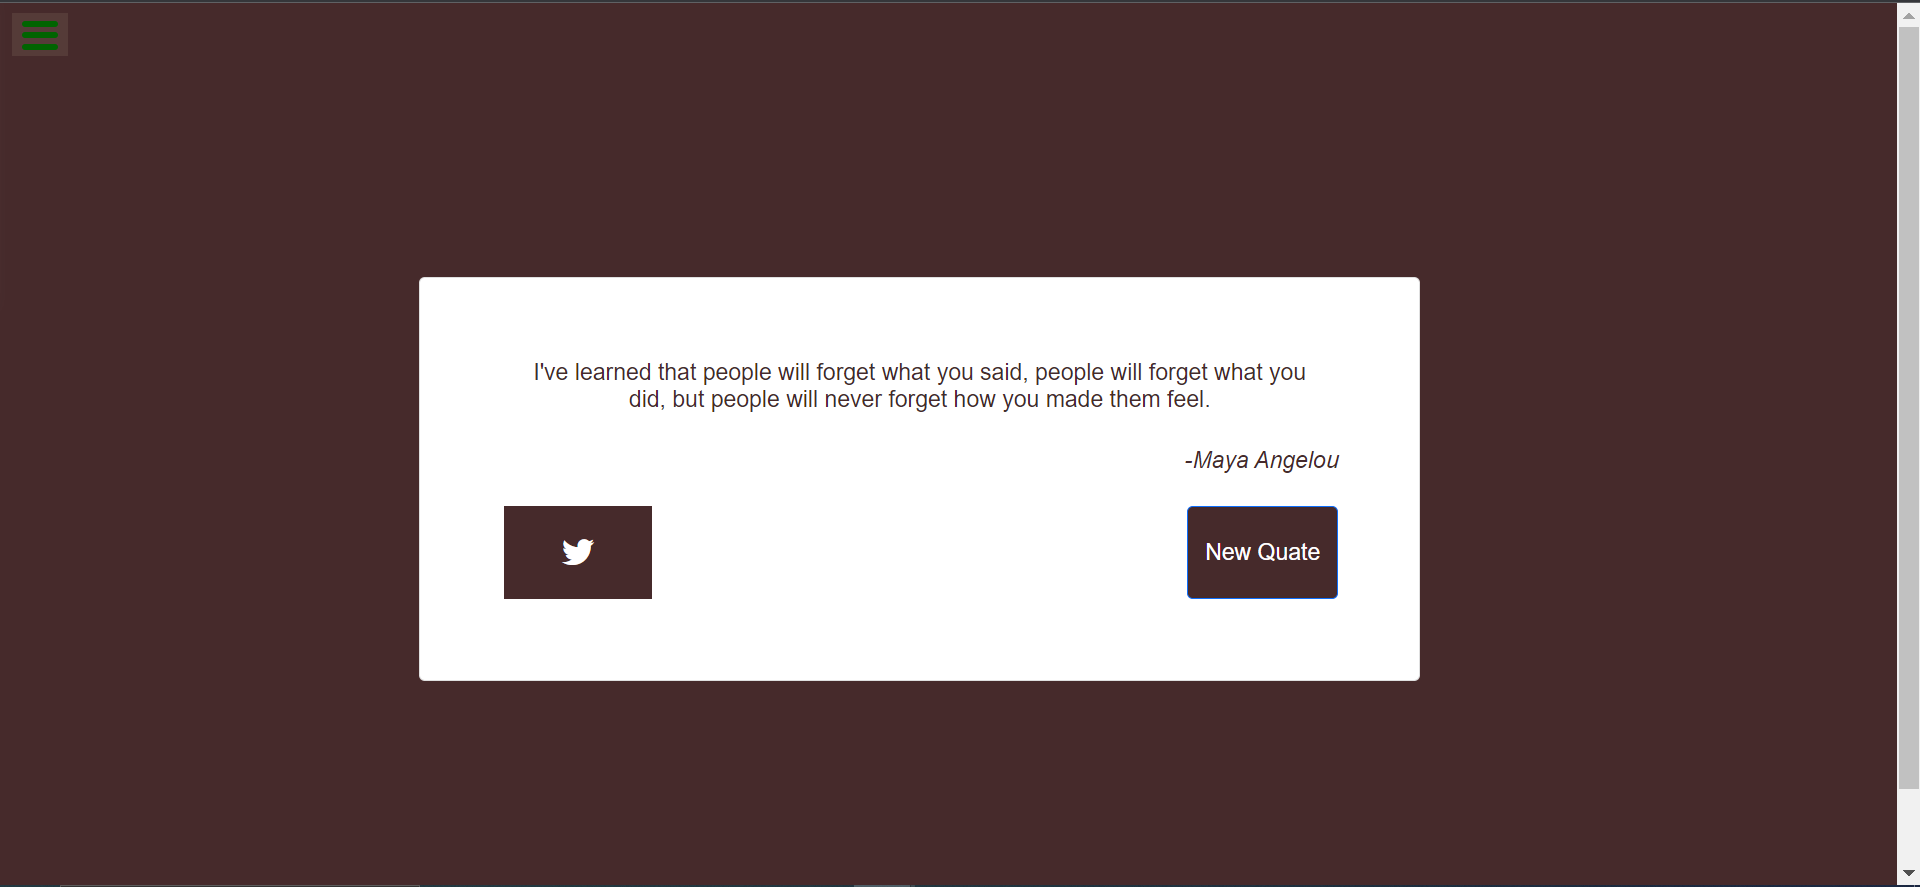 I've learned that people will forget what you said, people will forget what you
did, but people will never forget how you made them feel.
-Maya Angelou
New Quate